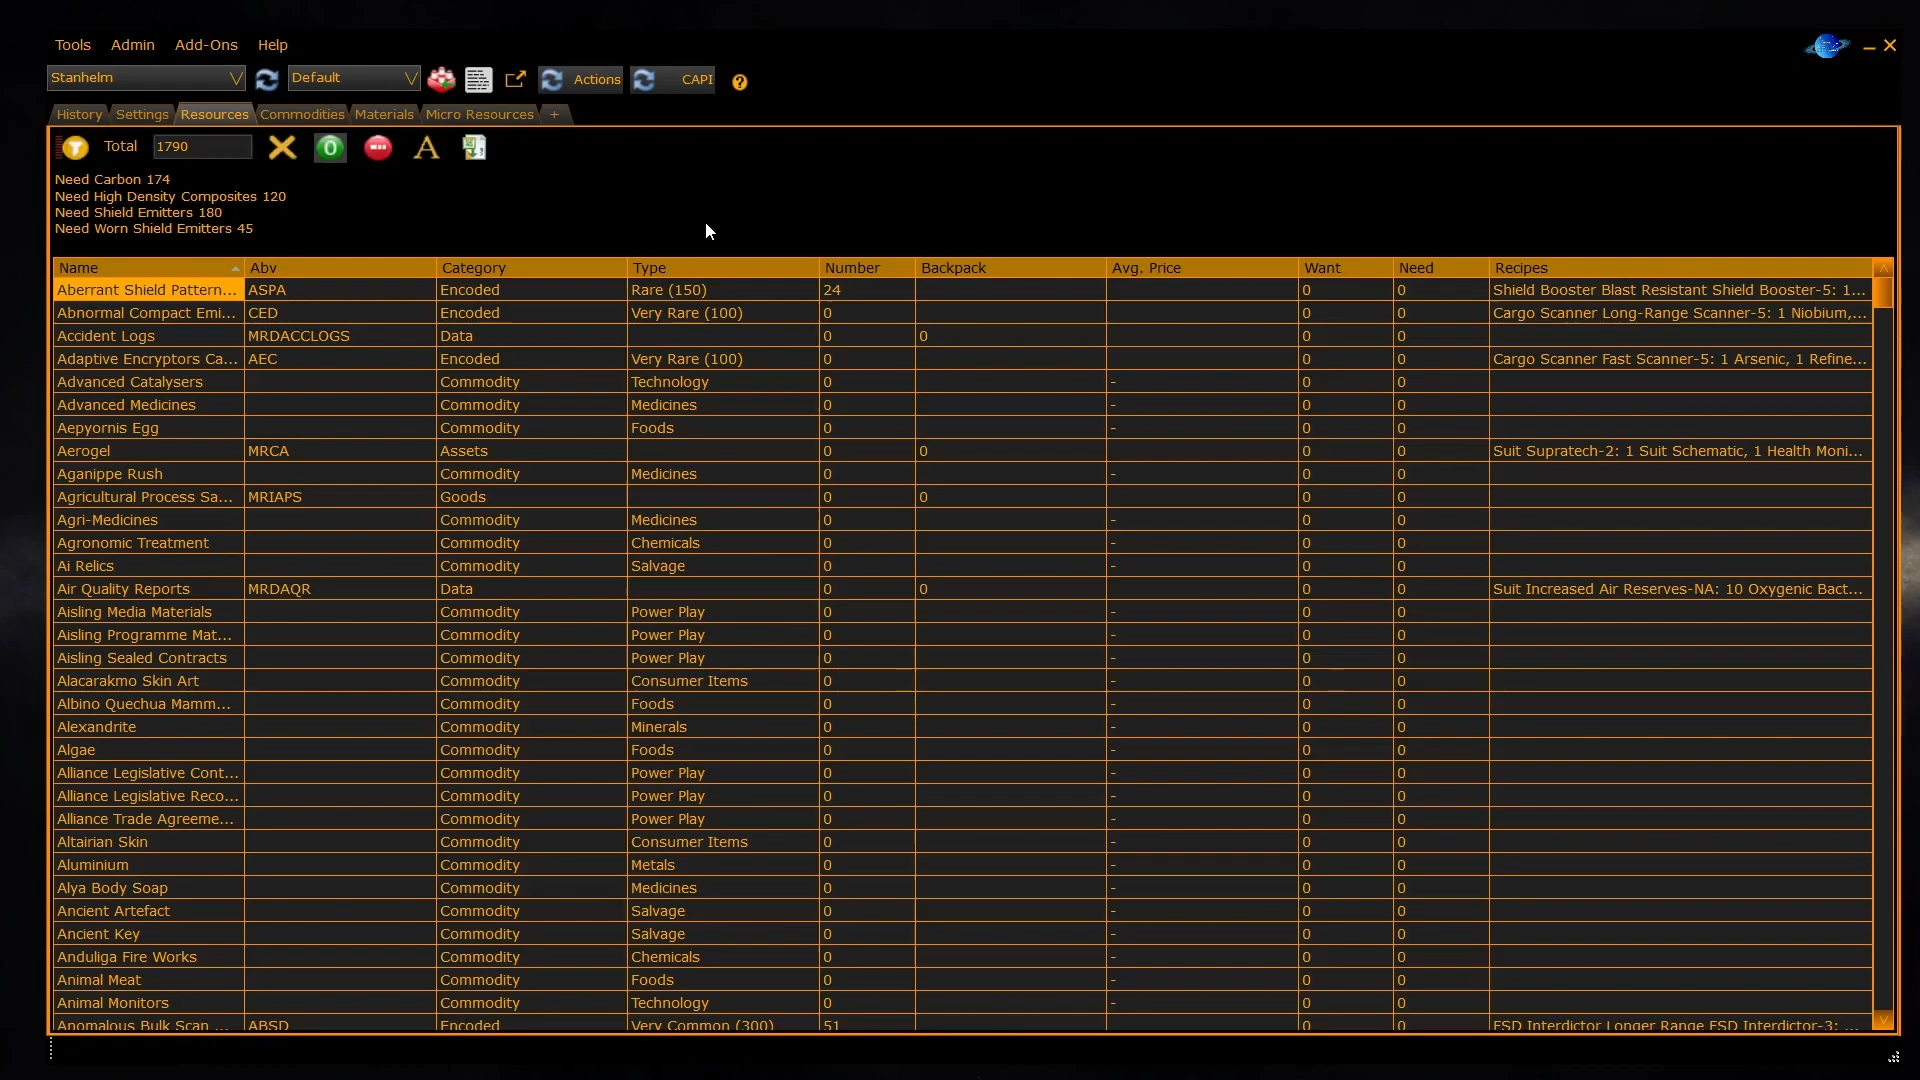 Tools Admin Add-Ons Help
Stanhelm Default Actions CAPI
History Settings Resources Commodities Materials Micro Resources +
Total 1790
Need Carbon 174
Need High Density Composites 120
Need Shield Emitters 180
Need Worn Shield Emitters 45
Name Abv Category Type Number Backpack Avg. Price Want Need Recipes
Aberrant Shield Pattern... ASPA Encoded Rare (150) 24 0 0 Shield Booster Blast Resistant Shield Booster-5: 1...
Abnormal Compact Emi... CED Encoded Very Rare (100) 0 0 0 Cargo Scanner Long-Range Scanner-5: 1 Niobium,...
Accident Logs MRDACCLOGS Data 0 0 0 0
Adaptive Encryptors Ca... AEC Encoded Very Rare (100) 0 0 0 Cargo Scanner Fast Scanner-5: 1 Arsenic, 1 Refine...
Advanced Catalysers Commodity Technology 0 - 0 0
Advanced Medicines Commodity Medicines 0 - 0 0
Aepyornis Egg Commodity Foods 0 - 0 0
Aerogel MRCA Assets 0 0 0 0 Suit Supratech-2: 1 Suit Schematic, 1 Health Moni...
Aganippe Rush Commodity Medicines 0 - 0 0
Agricultural Process Sa... MRIAPS Goods 0 0 0 0
Agri-Medicines Commodity Medicines 0 - 0 0
Agronomic Treatment Commodity Chemicals 0 - 0 0
Ai Relics Commodity Salvage 0 - 0 0
Air Quality Reports MRDAQR Data 0 0 0 0 Suit Increased Air Reserves-NA: 10 Oxygenic Bact...
Aisling Media Materials Commodity Power Play 0 - 0 0
Aisling Programme Mat... Commodity Power Play 0 - 0 0
Aisling Sealed Contracts Commodity Power Play 0 - 0 0
Alacarakmo Skin Art Commodity Consumer Items 0 - 0 0
Albino Quechua Mamm... Commodity Foods 0 - 0 0
Alexandrite Commodity Minerals 0 - 0 0
Algae Commodity Foods 0 - 0 0
Alliance Legislative Cont... Commodity Power Play 0 - 0 0
Alliance Legislative Reco... Commodity Power Play 0 - 0 0
Alliance Trade Agreeme... Commodity Power Play 0 - 0 0
Altairian Skin Commodity Consumer Items 0 - 0 0
Aluminium Commodity Metals 0 - 0 0
Alya Body Soap Commodity Medicines 0 - 0 0
Ancient Artefact Commodity Salvage 0 - 0 0
Ancient Key Commodity Salvage 0 - 0 0
Anduliga Fire Works Commodity Chemicals 0 - 0 0
Animal Meat Commodity Foods 0 - 0 0
Animal Monitors Commodity Technology 0 - 0 0
Anomalous Bulk Scan ... ABSD Encoded Very Common (300) 51 0 0 FSD Interdictor Longer Range FSD Interdictor-3: ...